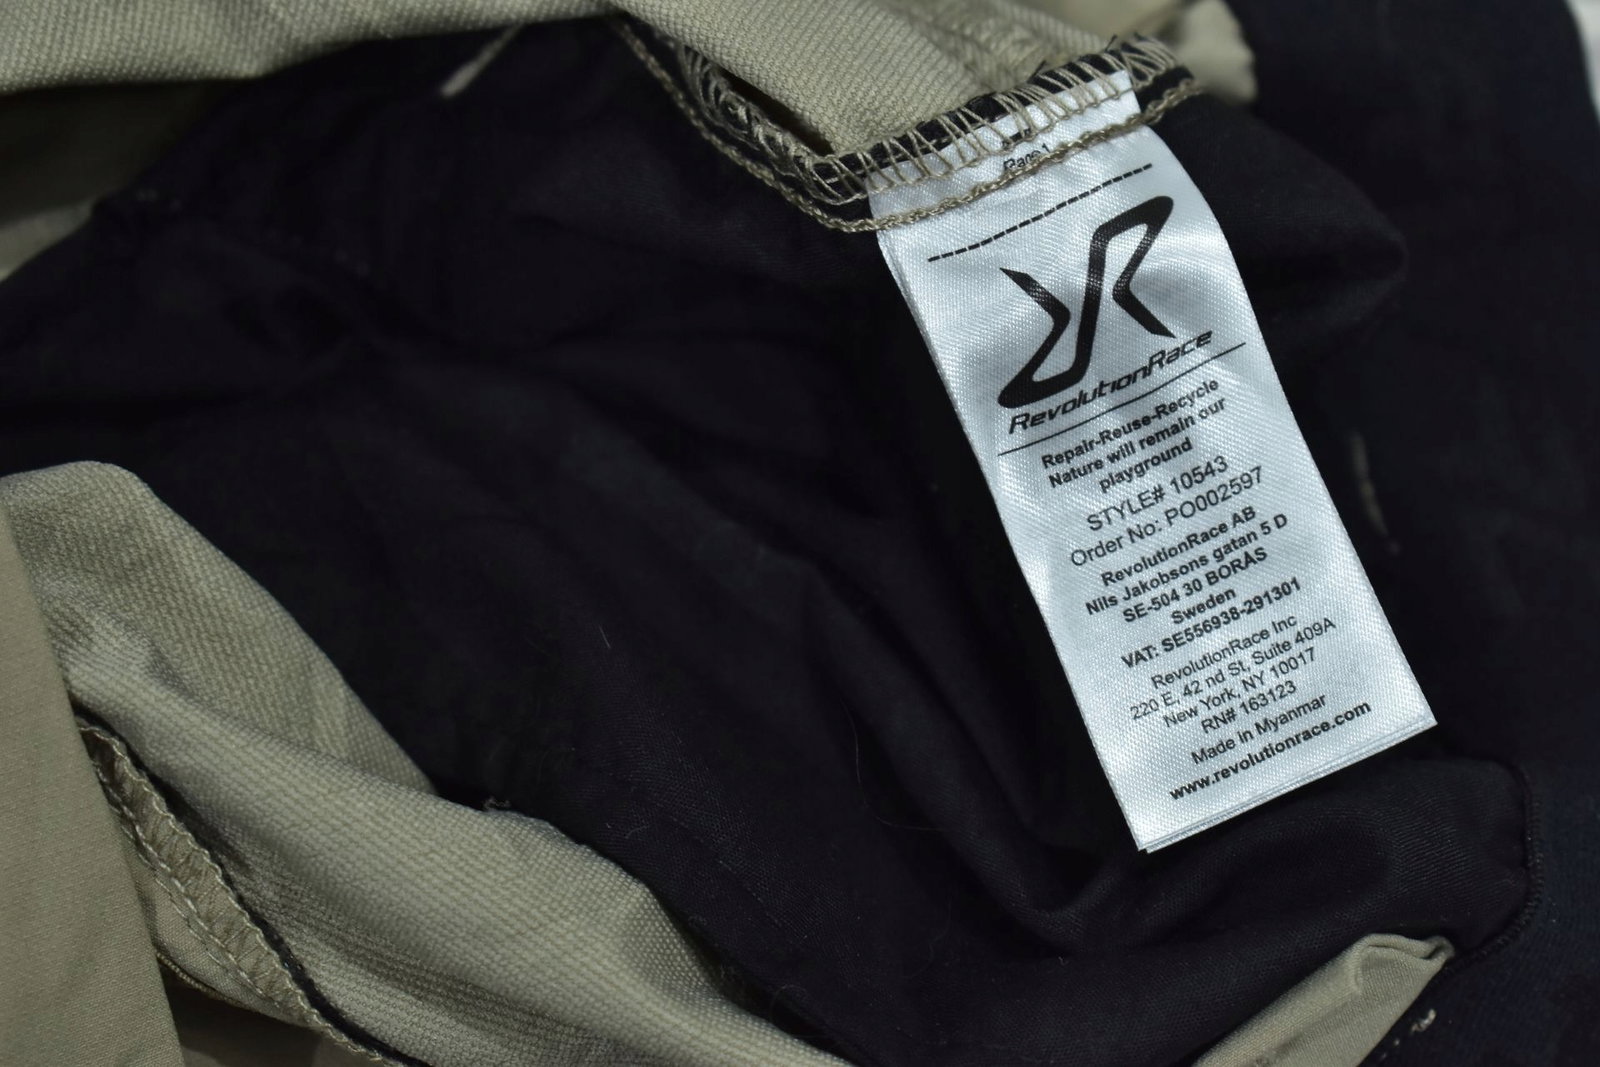 Page 1
RevolutionRace
Repair-Reuse-Recycle
Nature will remain our
playground
STYLE# 10543
Order No: PO002597
RevolutionRace AB
Nils Jakobsons gatan 5 D
SE-504 30 BORÅS
Sweden
VAT: SE556938-291301
RevolutionRace Inc
220 E. 42 nd St, Suite 409A
New York, NY 10017
RN# 163123
Made in Myanmar
www.revolutionrace.com